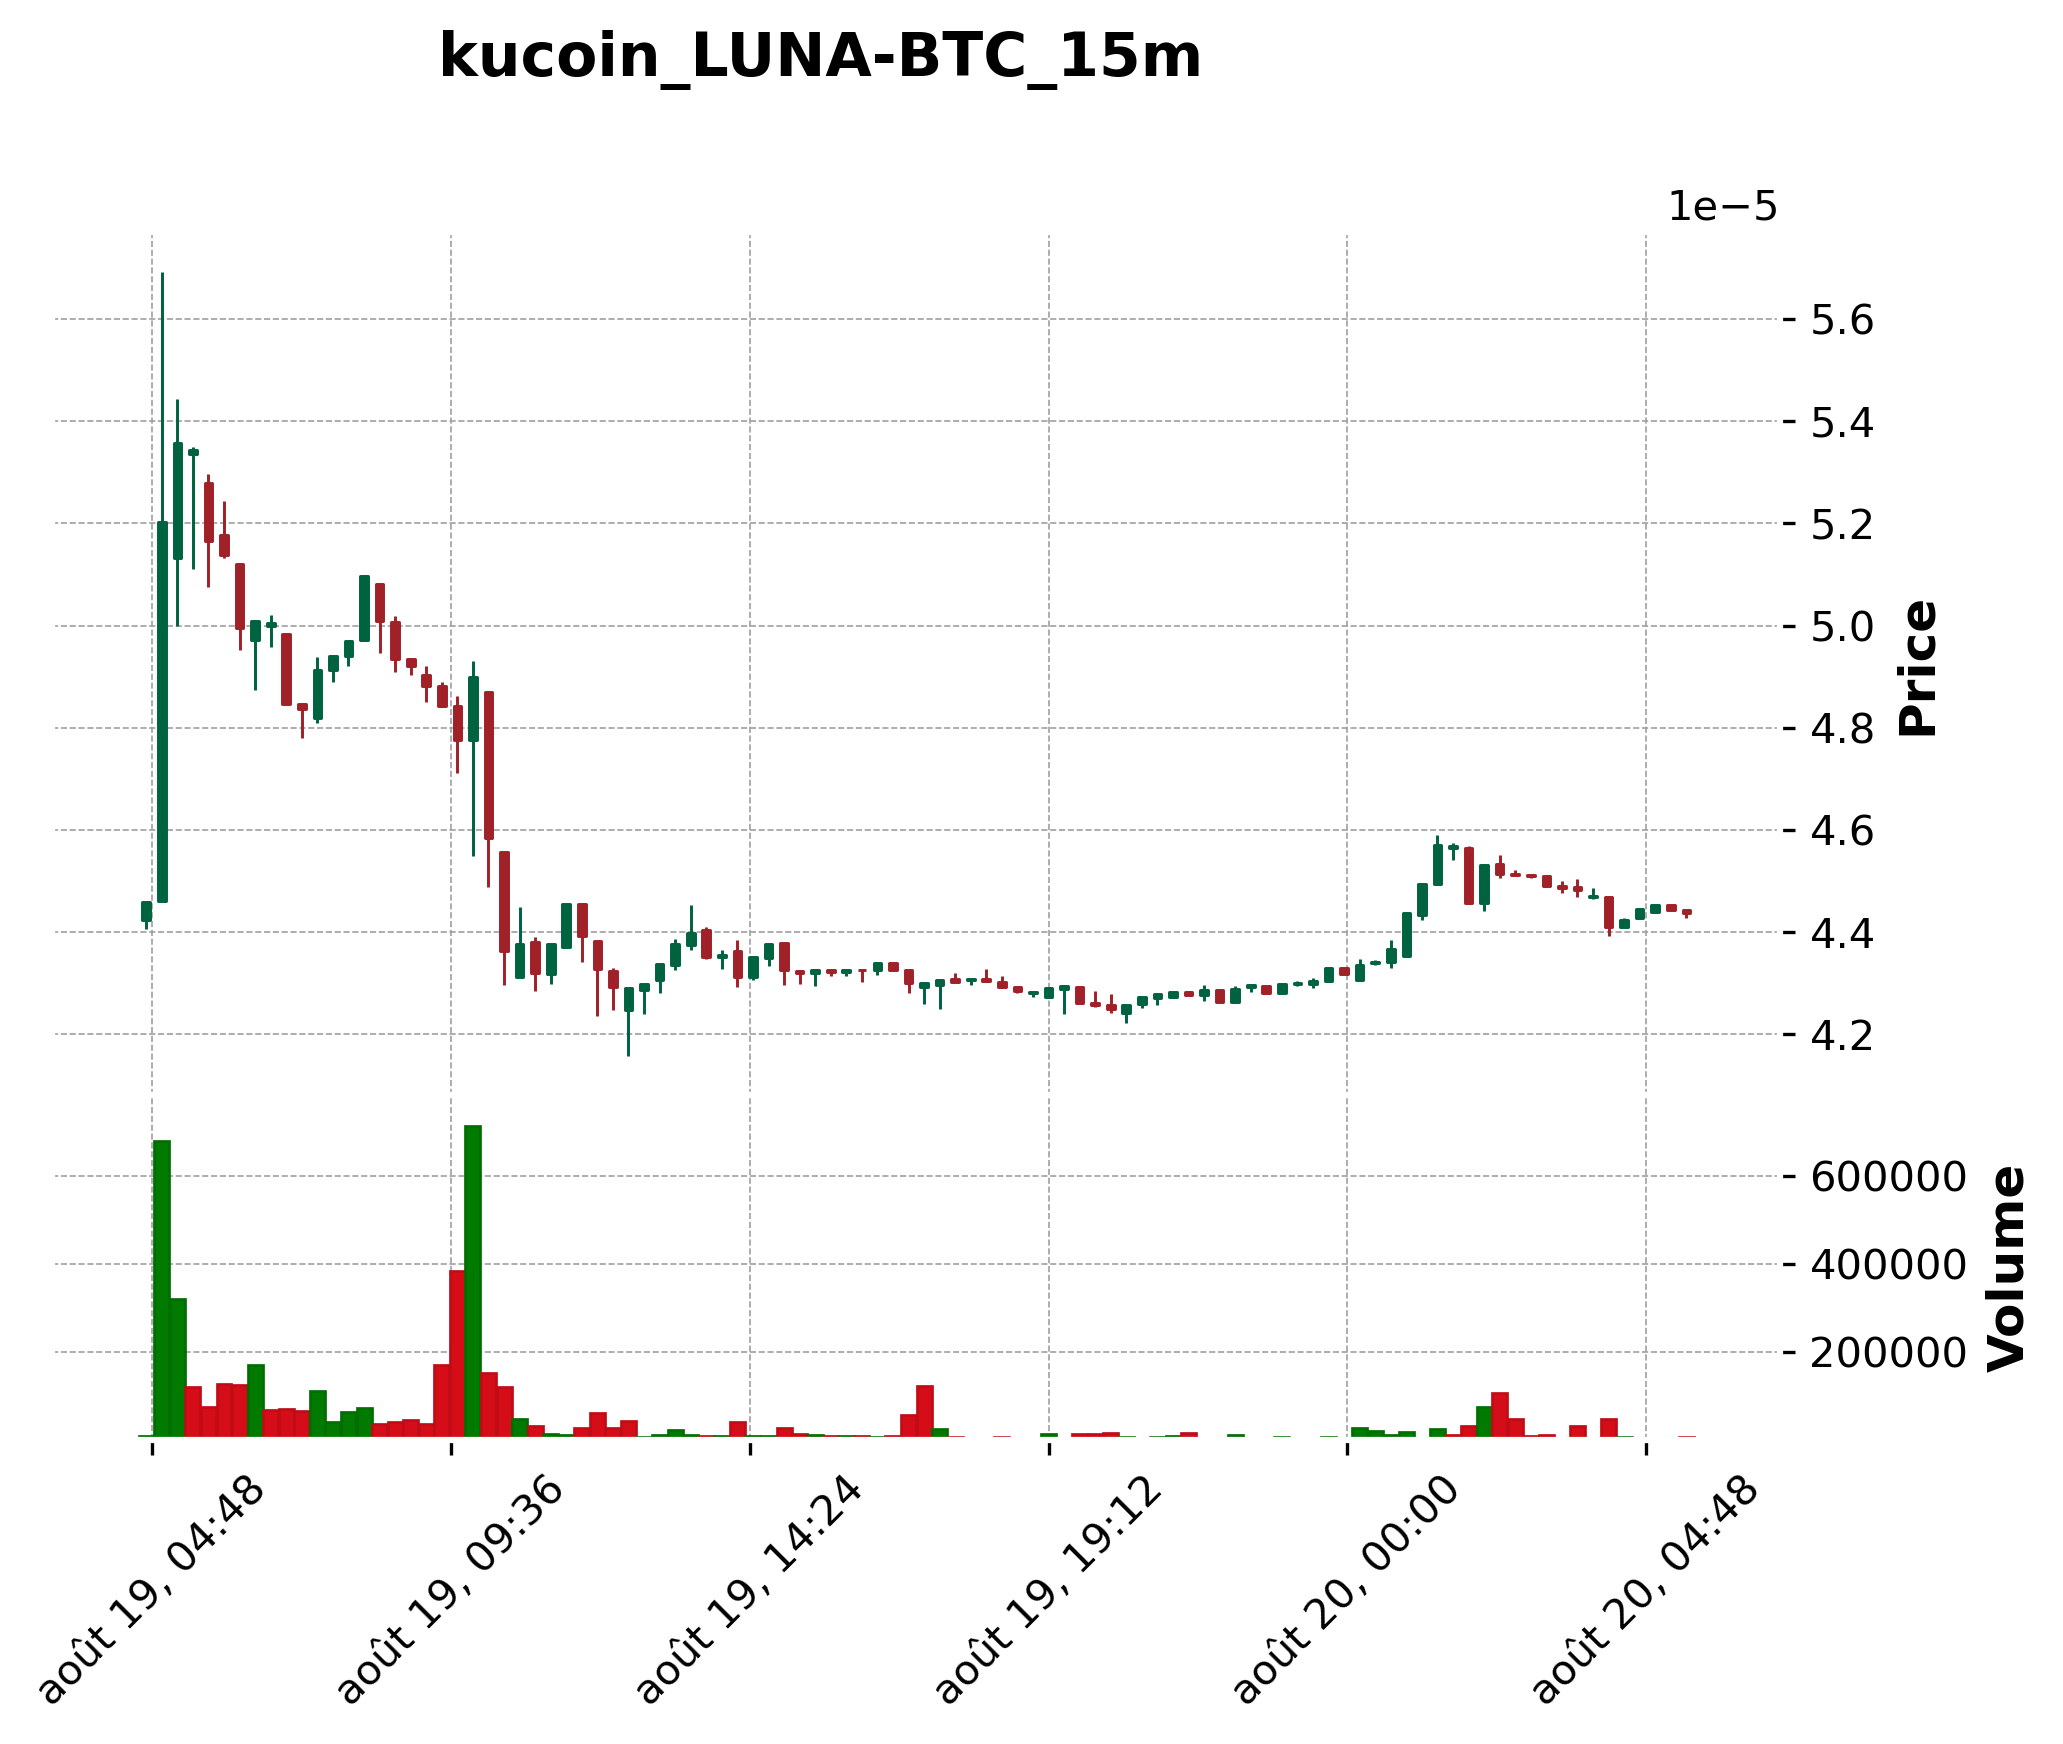 kucoin_LUNA-BTC_15m
1e−5
5.6
5.4
5.2
5.0
4.8
4.6
4.4
4.2
Price
600000
400000
200000
Volume
août 19, 04:48
août 19, 09:36
août 19, 14:24
août 19, 19:12
août 20, 00:00
août 20, 04:48